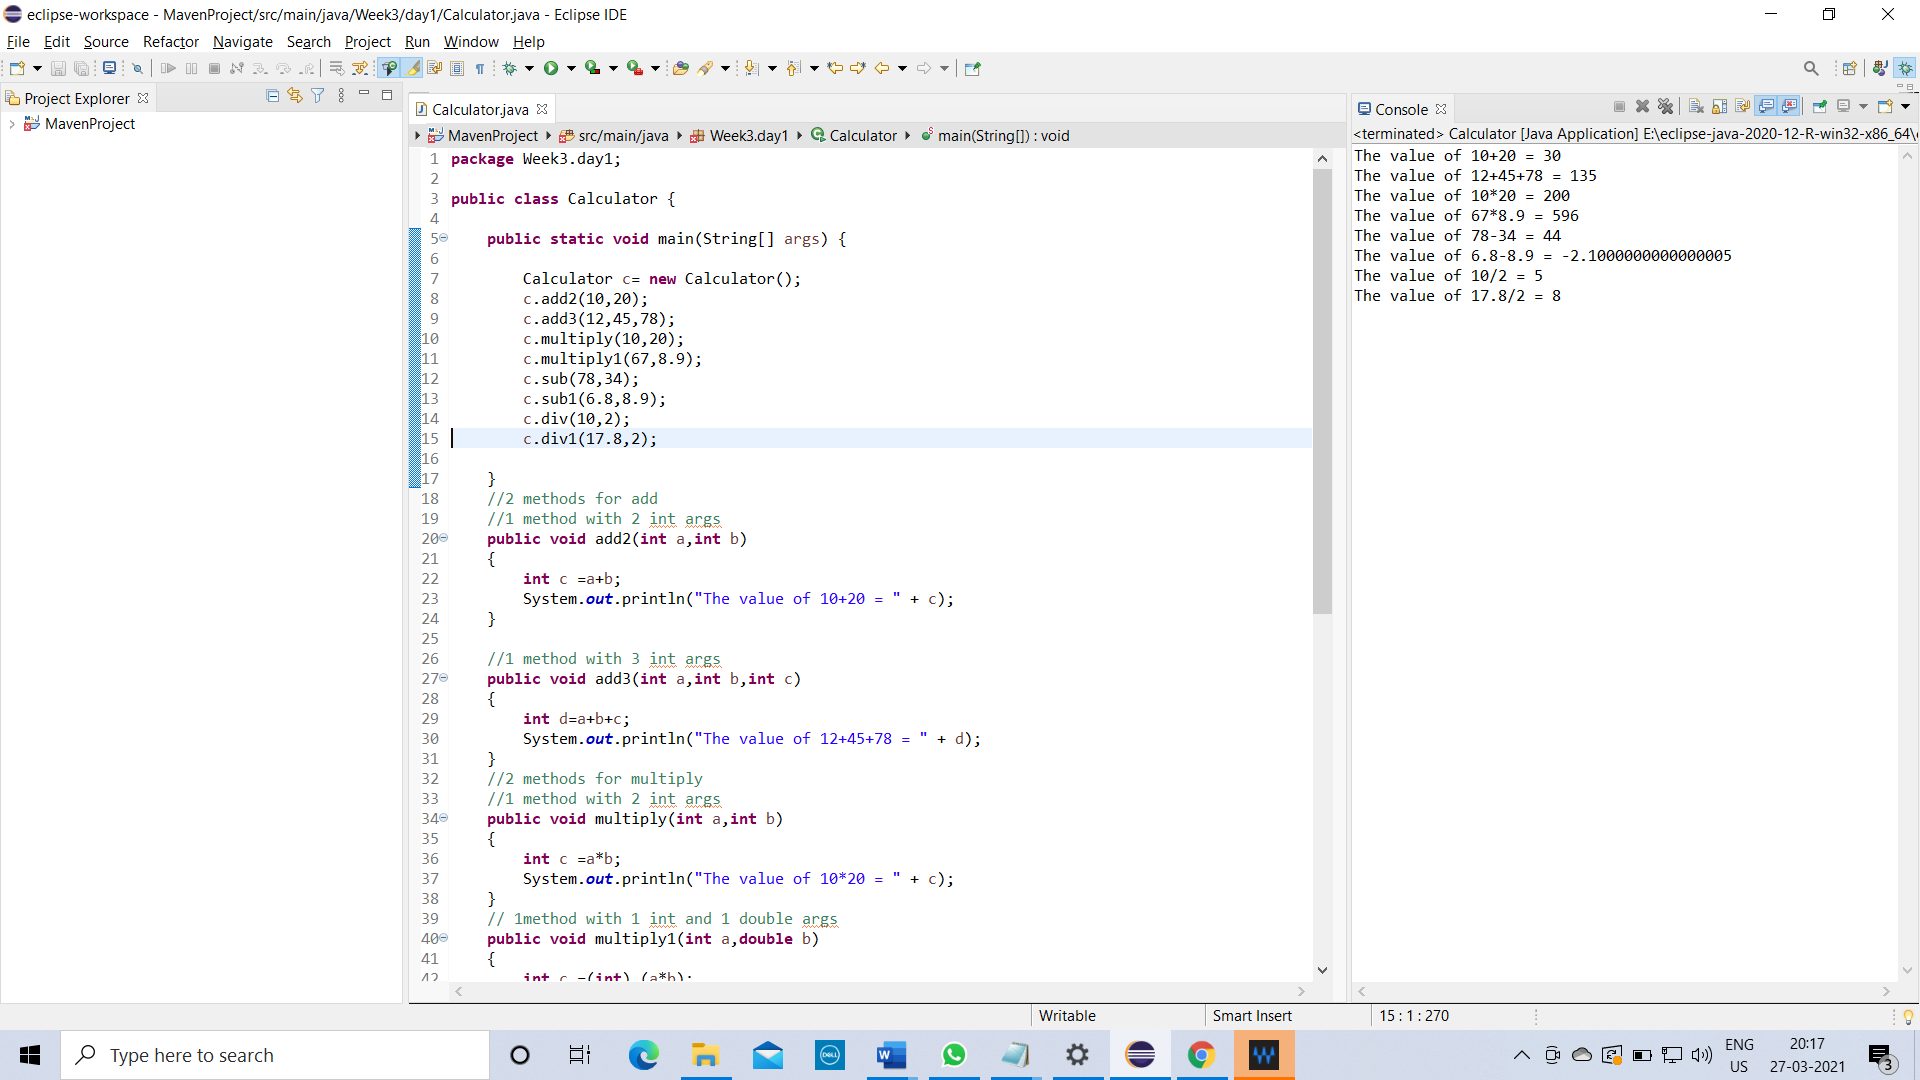 eclipse-workspace - MavenProject/src/main/java/Week3/day1/Calculator.java - Eclipse IDE
File Edit Source Refactor Navigate Search Project Run Window Help
Project Explorer
MavenProject
Calculator.java
MavenProject src/main/java Week3.day1 Calculator main(String[]) : void
1 package Week3.day1;
2
3 public class Calculator {
4
5 public static void main(String[] args) {
6
7 Calculator c= new Calculator();
8 c.add2(10,20);
9 c.add3(12,45,78);
10 c.multiply(10,20);
11 c.multiply1(67,8.9);
12 c.sub(78,34);
13 c.sub1(6.8,8.9);
14 c.div(10,2);
15 c.div1(17.8,2);
16
17 }
18 //2 methods for add
19 //1 method with 2 int args
20 public void add2(int a,int b)
21 {
22 int c =a+b;
23 System.out.println("The value of 10+20 = " + c);
24 }
25
26 //1 method with 3 int args
27 public void add3(int a,int b,int c)
28 {
29 int d=a+b+c;
30 System.out.println("The value of 12+45+78 = " + d);
31 }
32 //2 methods for multiply
33 //1 method with 2 int args
34 public void multiply(int a,int b)
35 {
36 int c =a*b;
37 System.out.println("The value of 10*20 = " + c);
38 }
39 // 1method with 1 int and 1 double args
40 public void multiply1(int a,double b)
41 {
42 int c =(int) (a*b);
Console
<terminated> Calculator [Java Application] E:\eclipse-java-2020-12-R-win32-x86_64\
The value of 10+20 = 30
The value of 12+45+78 = 135
The value of 10*20 = 200
The value of 67*8.9 = 596
The value of 78-34 = 44
The value of 6.8-8.9 = -2.1000000000000005
The value of 10/2 = 5
The value of 17.8/2 = 8
Writable Smart Insert 15 : 1 : 270
Type here to search
DELL
W
ENG
US
20:17
27-03-2021
3